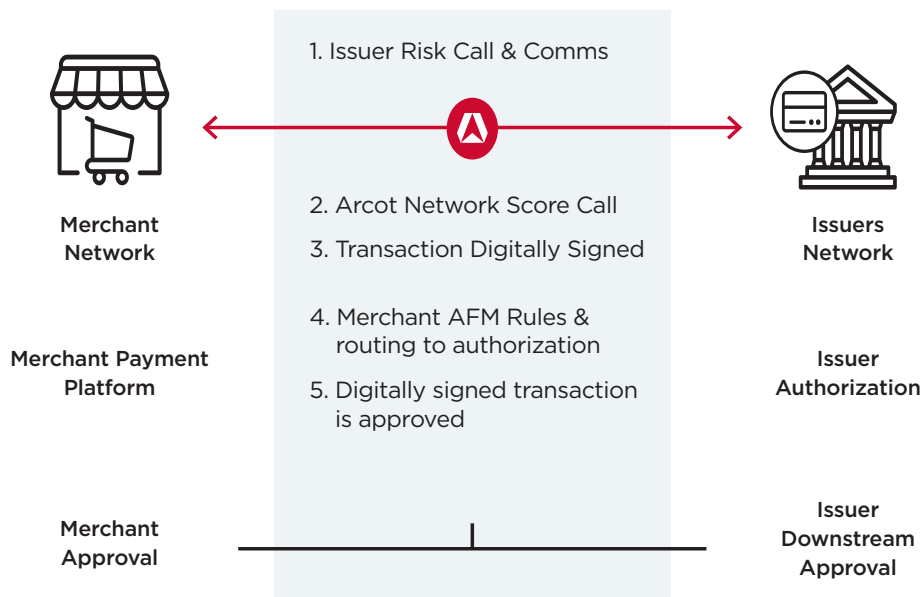 1. Issuer Risk Call & Comms
Merchant
Network
Issuers
Network
2. Arcot Network Score Call
3. Transaction Digitally Signed
4. Merchant AFM Rules &
routing to authorization
Merchant Payment
Platform
Issuer
Authorization
5. Digitally signed transaction
is approved
Merchant
Approval
Issuer
Downstream
Approval